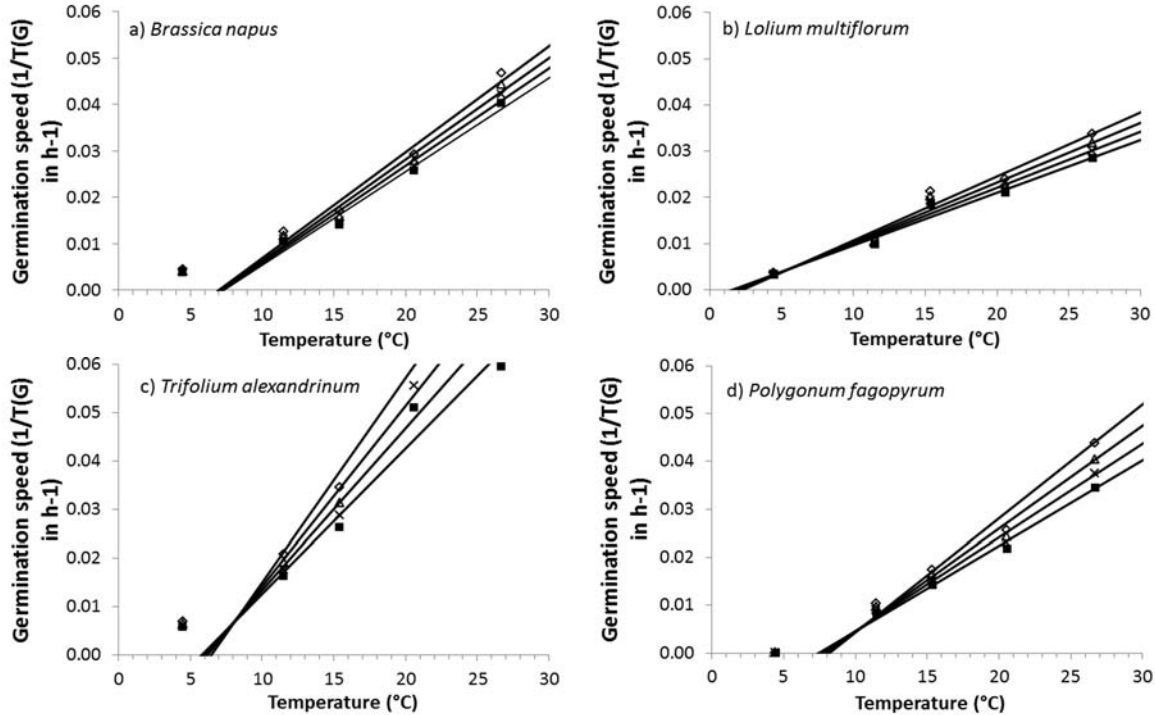 a) Brassica napus
Germination speed (1/T(G)
in h-1)
0.06
0.05
0.04
0.03
0.02
0.01
0.00
0 5 10 15 20 25 30
Temperature (°C)
b) Lolium multiflorum
Germination speed (1/T(G)
in h-1)
0.06
0.05
0.04
0.03
0.02
0.01
0.00
0 5 10 15 20 25 30
Temperature (°C)
c) Trifolium alexandrinum
Germination speed (1/T(G)
in h-1)
0.06
0.05
0.04
0.03
0.02
0.01
0.00
0 5 10 15 20 25 30
Temperature (°C)
d) Polygonum fagopyrum
Germination speed (1/T(G)
in h-1)
0.06
0.05
0.04
0.03
0.02
0.01
0.00
0 5 10 15 20 25 30
Temperature (°C)